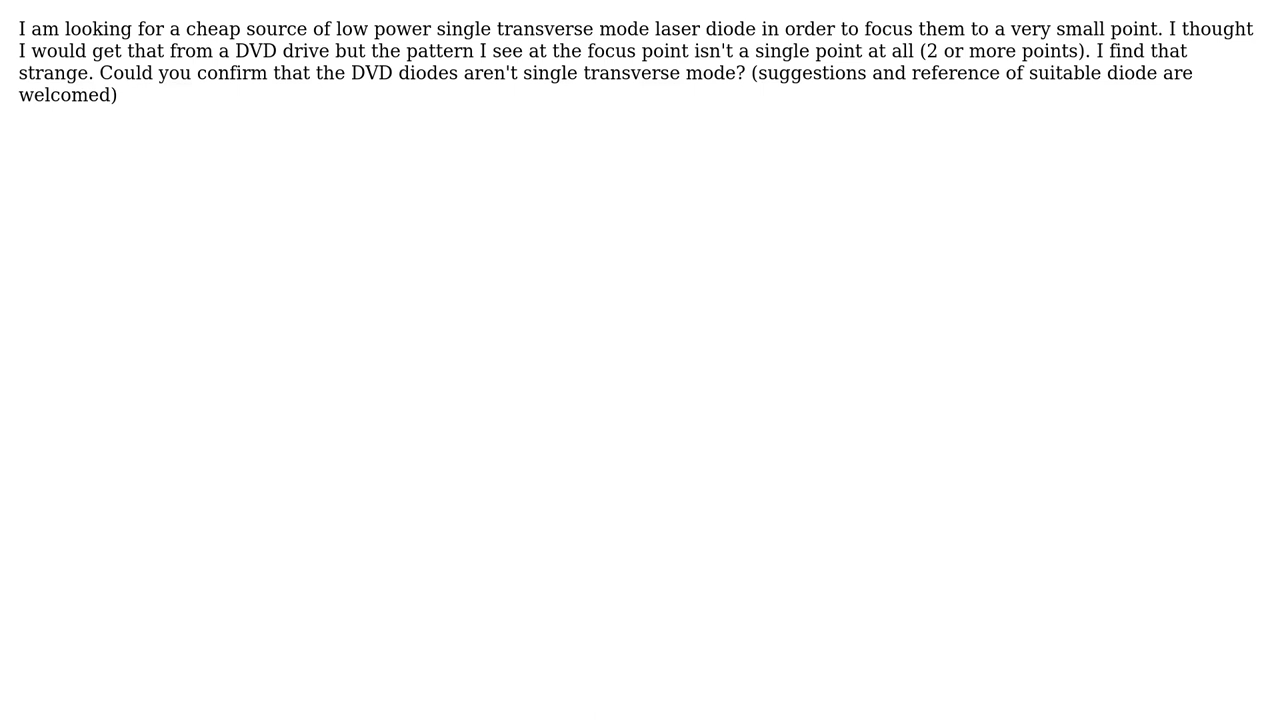 I am looking for a cheap source of low power single transverse mode laser diode in order to focus them to a very small point. I thought
I would get that from a DVD drive but the pattern I see at the focus point isn't a single point at all (2 or more points). I find that
strange. Could you confirm that the DVD diodes aren't single transverse mode? (suggestions and reference of suitable diode are
welcomed)